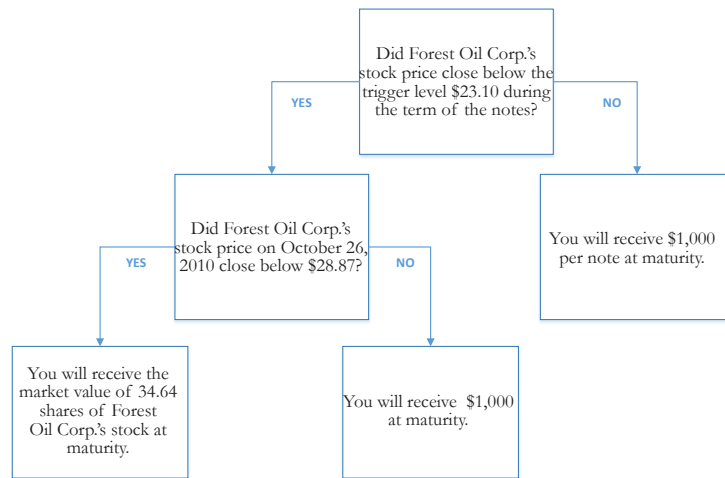 Did Forest Oil Corp.'s
stock price close below the
trigger level $23.10 during
the term of the notes?
YES
NO
Did Forest Oil Corp.'s
stock price on October 26,
2010 close below $28.87?
You will receive $1,000
per note at maturity.
YES
NO
You will receive the
market value of 34.64
shares of Forest
Oil Corp.'s stock at
maturity.
You will receive $1,000
at maturity.